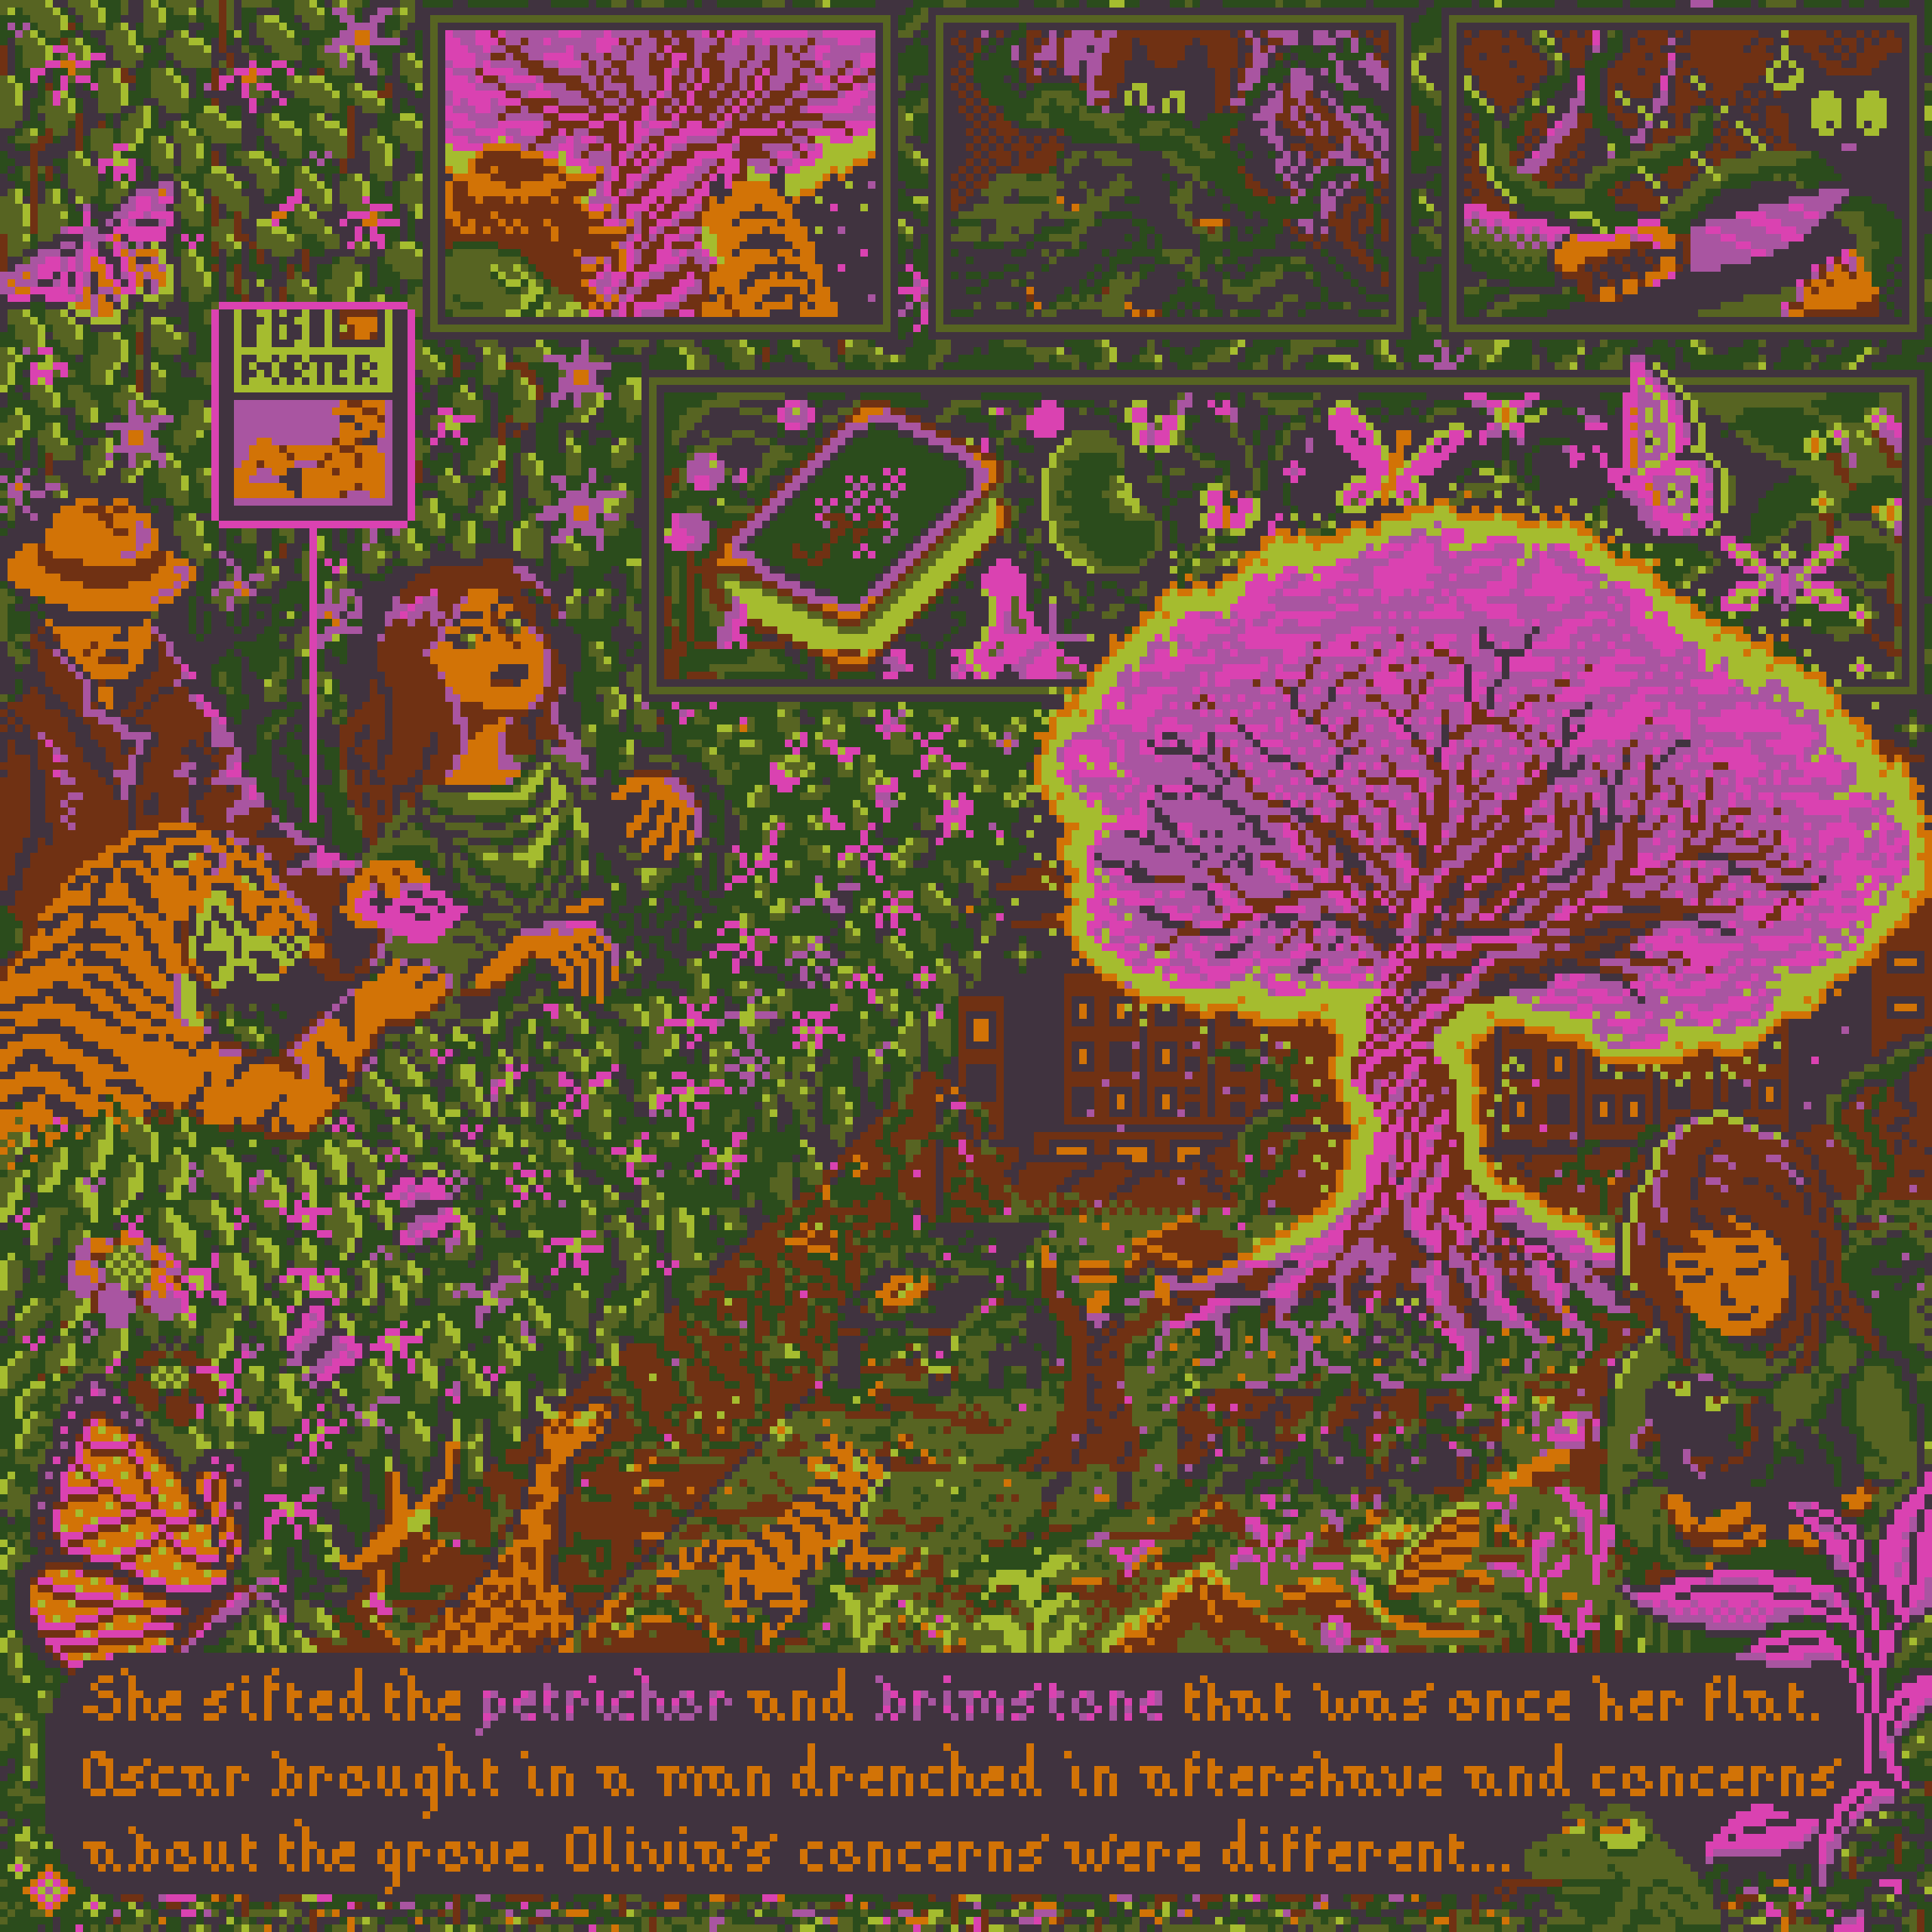 She sifted the petrichor and brimstone that was once her flat.
Oscar brought in a man drenched in aftershave and concerns
about the grove. Olivia's concerns were different...